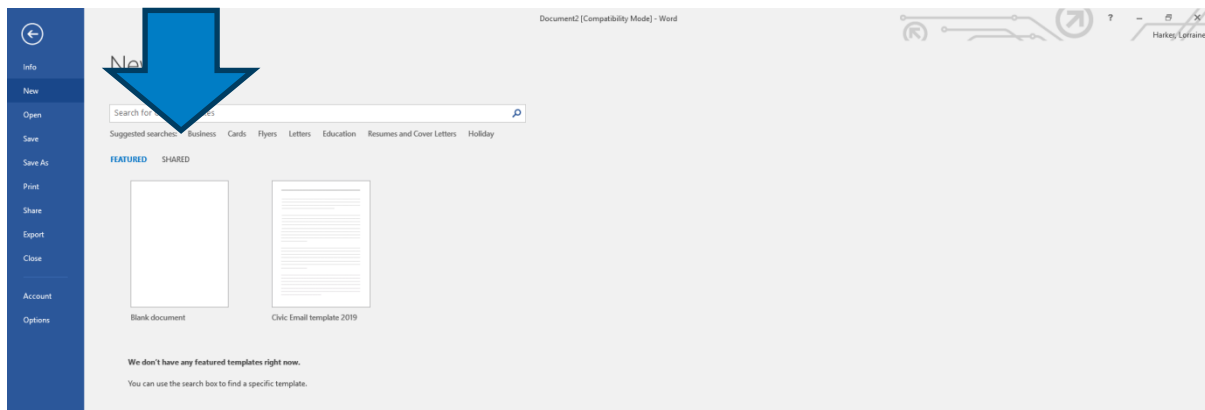 Document2 [Compatibility Mode] - Word
?
Harker, Lorraine
Info
New
Open
Save
Save As
Print
Share
Export
Close
Account
Options
New
Search for
Suggested searches: Business Cards Flyers Letters Education Resumes and Cover Letters Holiday
FEATURED SHARED
Blank document
Civic Email template 2019
We don't have any featured templates right now.
You can use the search box to find a specific template.